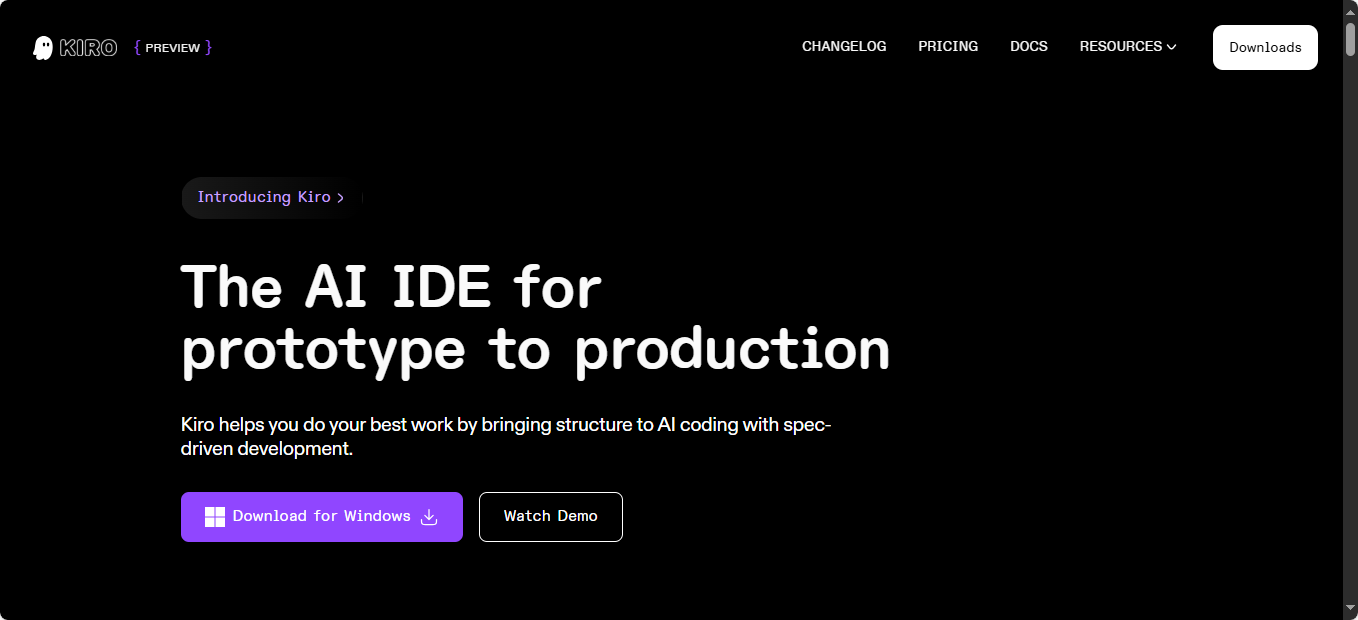 KIRO { PREVIEW } CHANGELOG PRICING DOCS RESOURCES Downloads
Introducing Kiro
The AI IDE for
prototype to production
Kiro helps you do your best work by bringing structure to AI coding with spec-
driven development.
Download for Windows Watch Demo